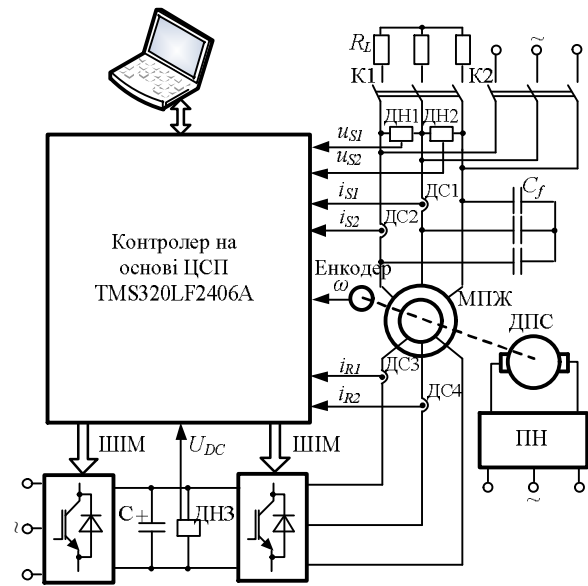 R_L
~
К1
К2
ДН1
ДН2
u_S1
u_S2
i_S1
ДС1
C_f
i_S2
ДС2
Контролер на
основі ЦСП
TMS320LF2406A
Енкодер
ω
МПЖ
ДПС
ДС3
i_R1
ДС4
i_R2
ПН
ШІМ
U_DC
ШІМ
~
~
C
+
ДН3